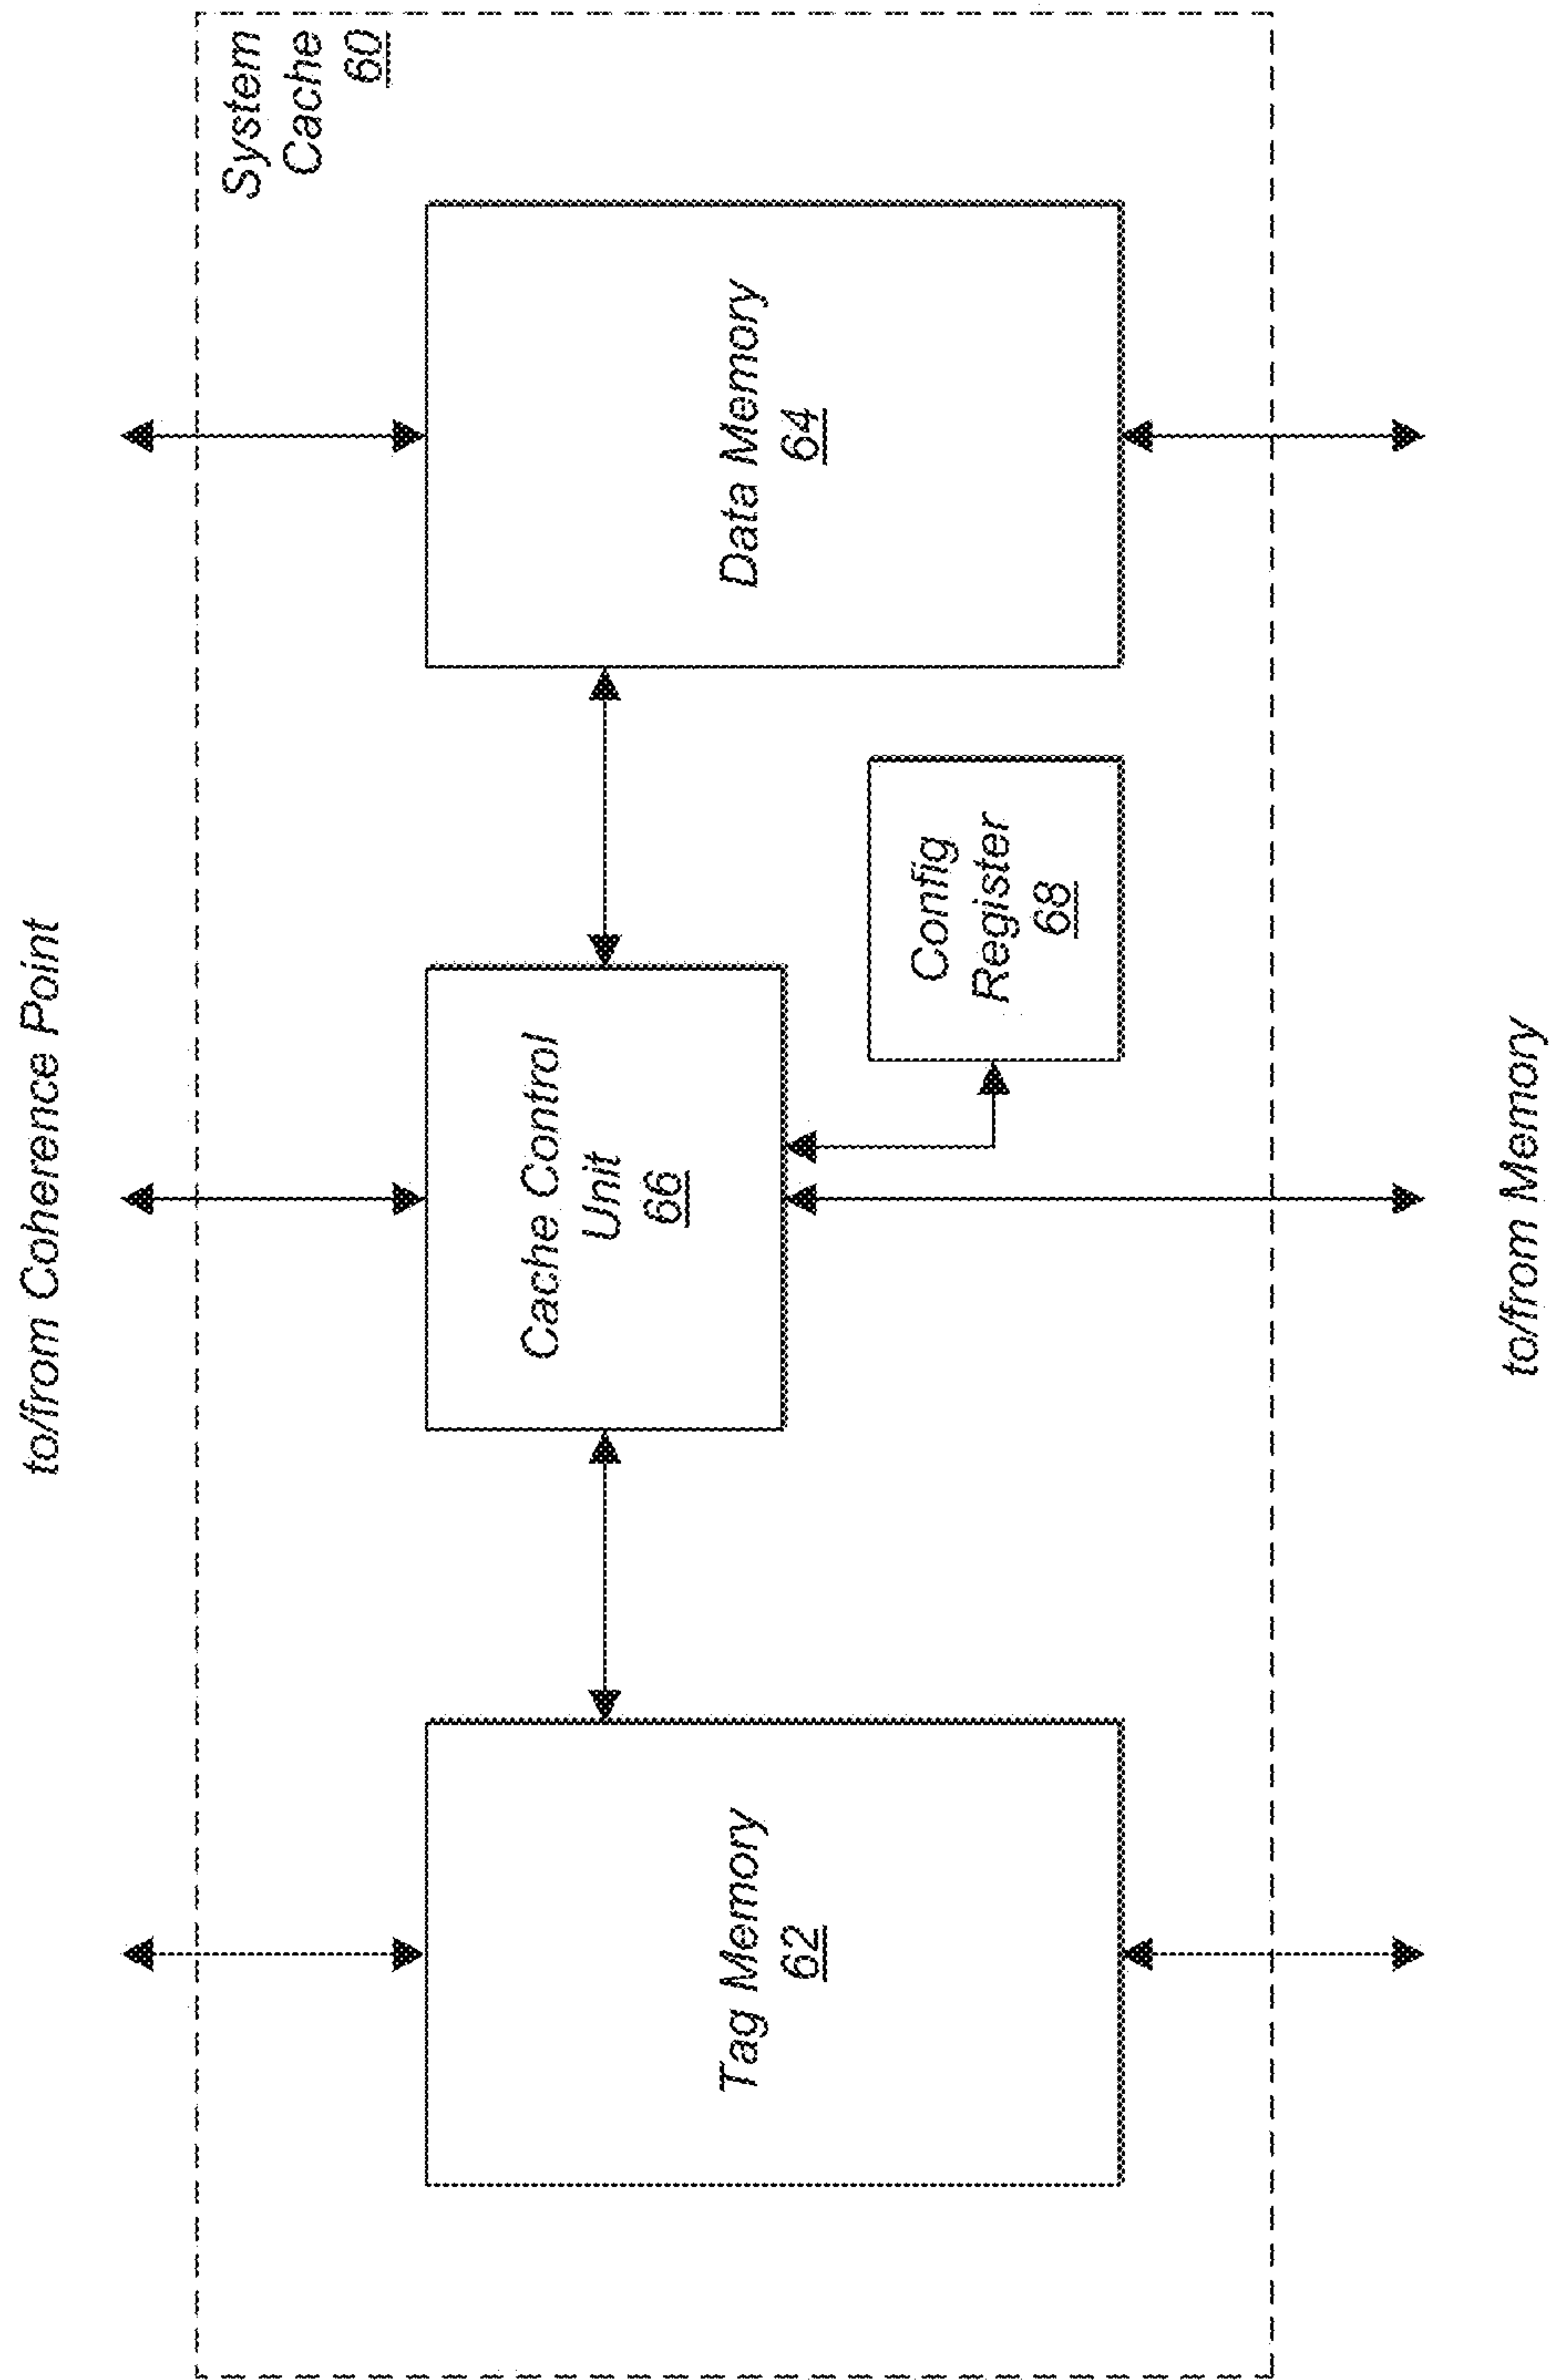 to/from Coherence Point
System
Cache
60
Tag Memory
62
Cache Control
Unit
66
Data Memory
64
Config
Register
68
to/from Memory